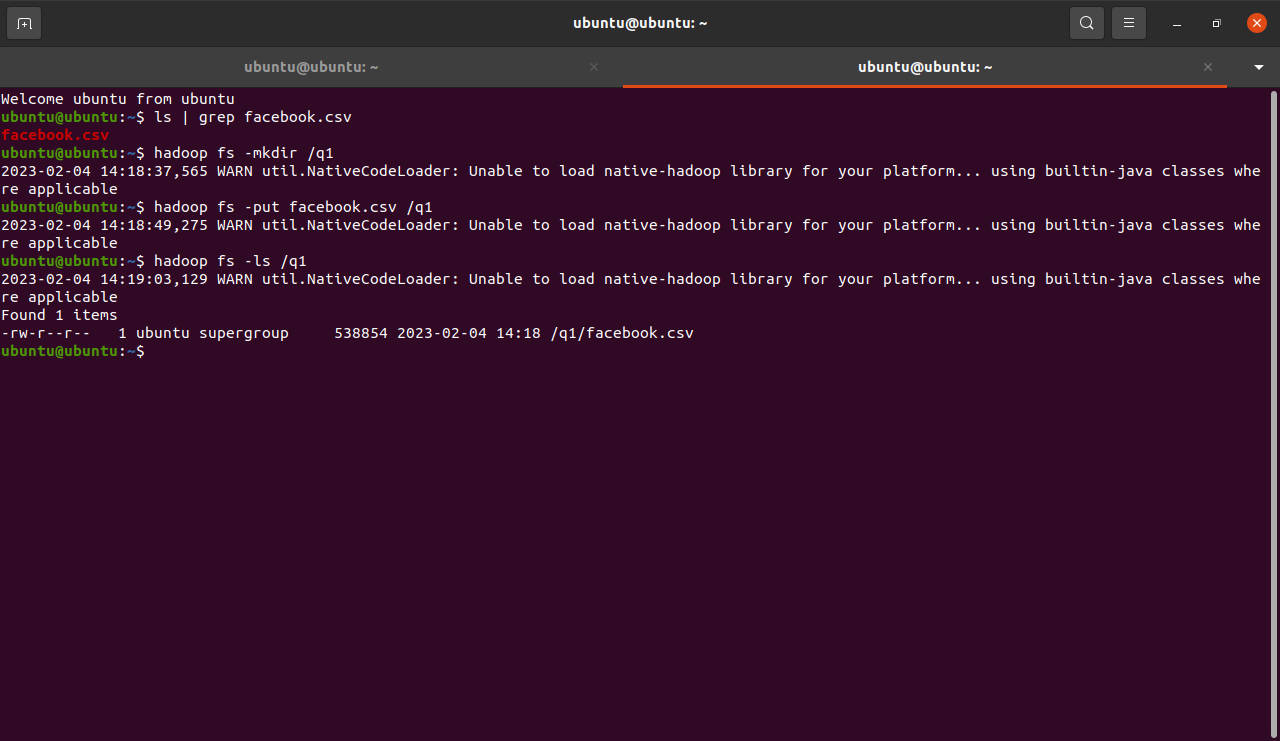 ubuntu@ubuntu: ~
ubuntu@ubuntu: ~
ubuntu@ubuntu: ~
Welcome ubuntu from ubuntu
ubuntu@ubuntu:~$ ls | grep facebook.csv
facebook.csv
ubuntu@ubuntu:~$ hadoop fs -mkdir /q1
2023-02-04 14:18:37,565 WARN util.NativeCodeLoader: Unable to load native-hadoop library for your platform... using builtin-java classes whe
re applicable
ubuntu@ubuntu:~$ hadoop fs -put facebook.csv /q1
2023-02-04 14:18:49,275 WARN util.NativeCodeLoader: Unable to load native-hadoop library for your platform... using builtin-java classes whe
re applicable
ubuntu@ubuntu:~$ hadoop fs -ls /q1
2023-02-04 14:19:03,129 WARN util.NativeCodeLoader: Unable to load native-hadoop library for your platform... using builtin-java classes whe
re applicable
Found 1 items
-rw-r--r--   1 ubuntu supergroup     538854 2023-02-04 14:18 /q1/facebook.csv
ubuntu@ubuntu:~$